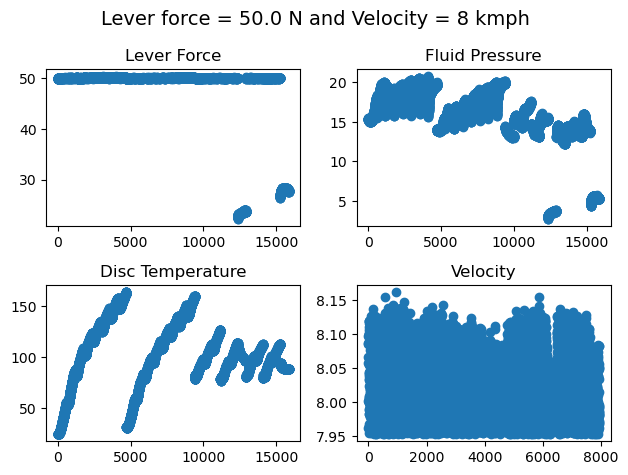 Lever force = 50.0 N and Velocity = 8 kmph
Lever Force
50
40
30
0 5000 10000 15000
Fluid Pressure
20
15
10
5
0 5000 10000 15000
Disc Temperature
150
100
50
0 5000 10000 15000
Velocity
8.15
8.10
8.05
8.00
7.95
0 2000 4000 6000 8000